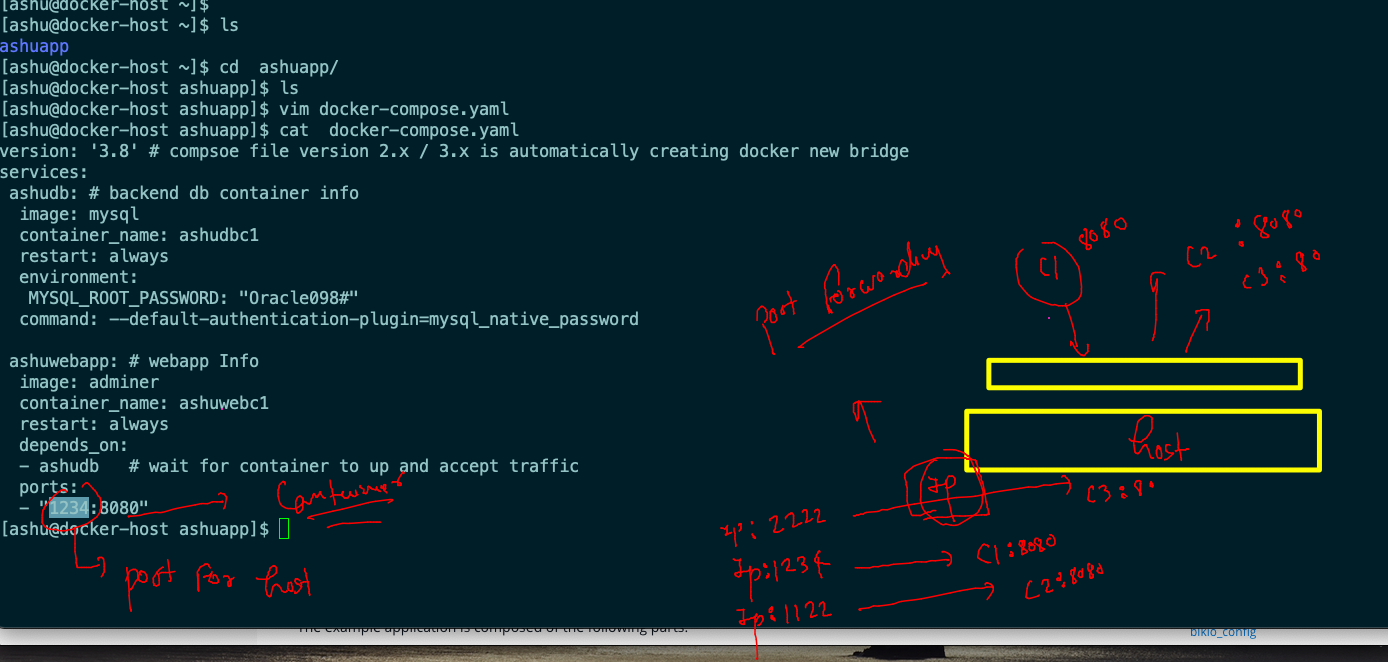 [ashu@docker-host ~]$
[ashu@docker-host ~]$ ls
ashuapp
[ashu@docker-host ~]$ cd  ashuapp/
[ashu@docker-host ashuapp]$ ls
[ashu@docker-host ashuapp]$ vim docker-compose.yaml
[ashu@docker-host ashuapp]$ cat  docker-compose.yaml
version: '3.8' # compsoe file version 2.x / 3.x is automatically creating docker new bridge
services:
 ashudb: # backend db container info
  image: mysql
  container_name: ashudbc1
  restart: always
  environment:
   MYSQL_ROOT_PASSWORD: "Oracle098#"
  command: --default-authentication-plugin=mysql_native_password
 ashuwebapp: # webapp Info
  image: adminer
  container_name: ashuwebc1
  restart: always
  depends_on:
  - ashudb   # wait for container to up and accept traffic
  ports:
  - "1234:8080"
[ashu@docker-host ashuapp]$
Container
port for host
port forwarding
C1
8080
C2 :8080
C3:80
host
Ip
Ip:2222
C3:80
Ip:1234
C1:8080
Ip:1122
C2:8080
The example application is composed of the following parts: